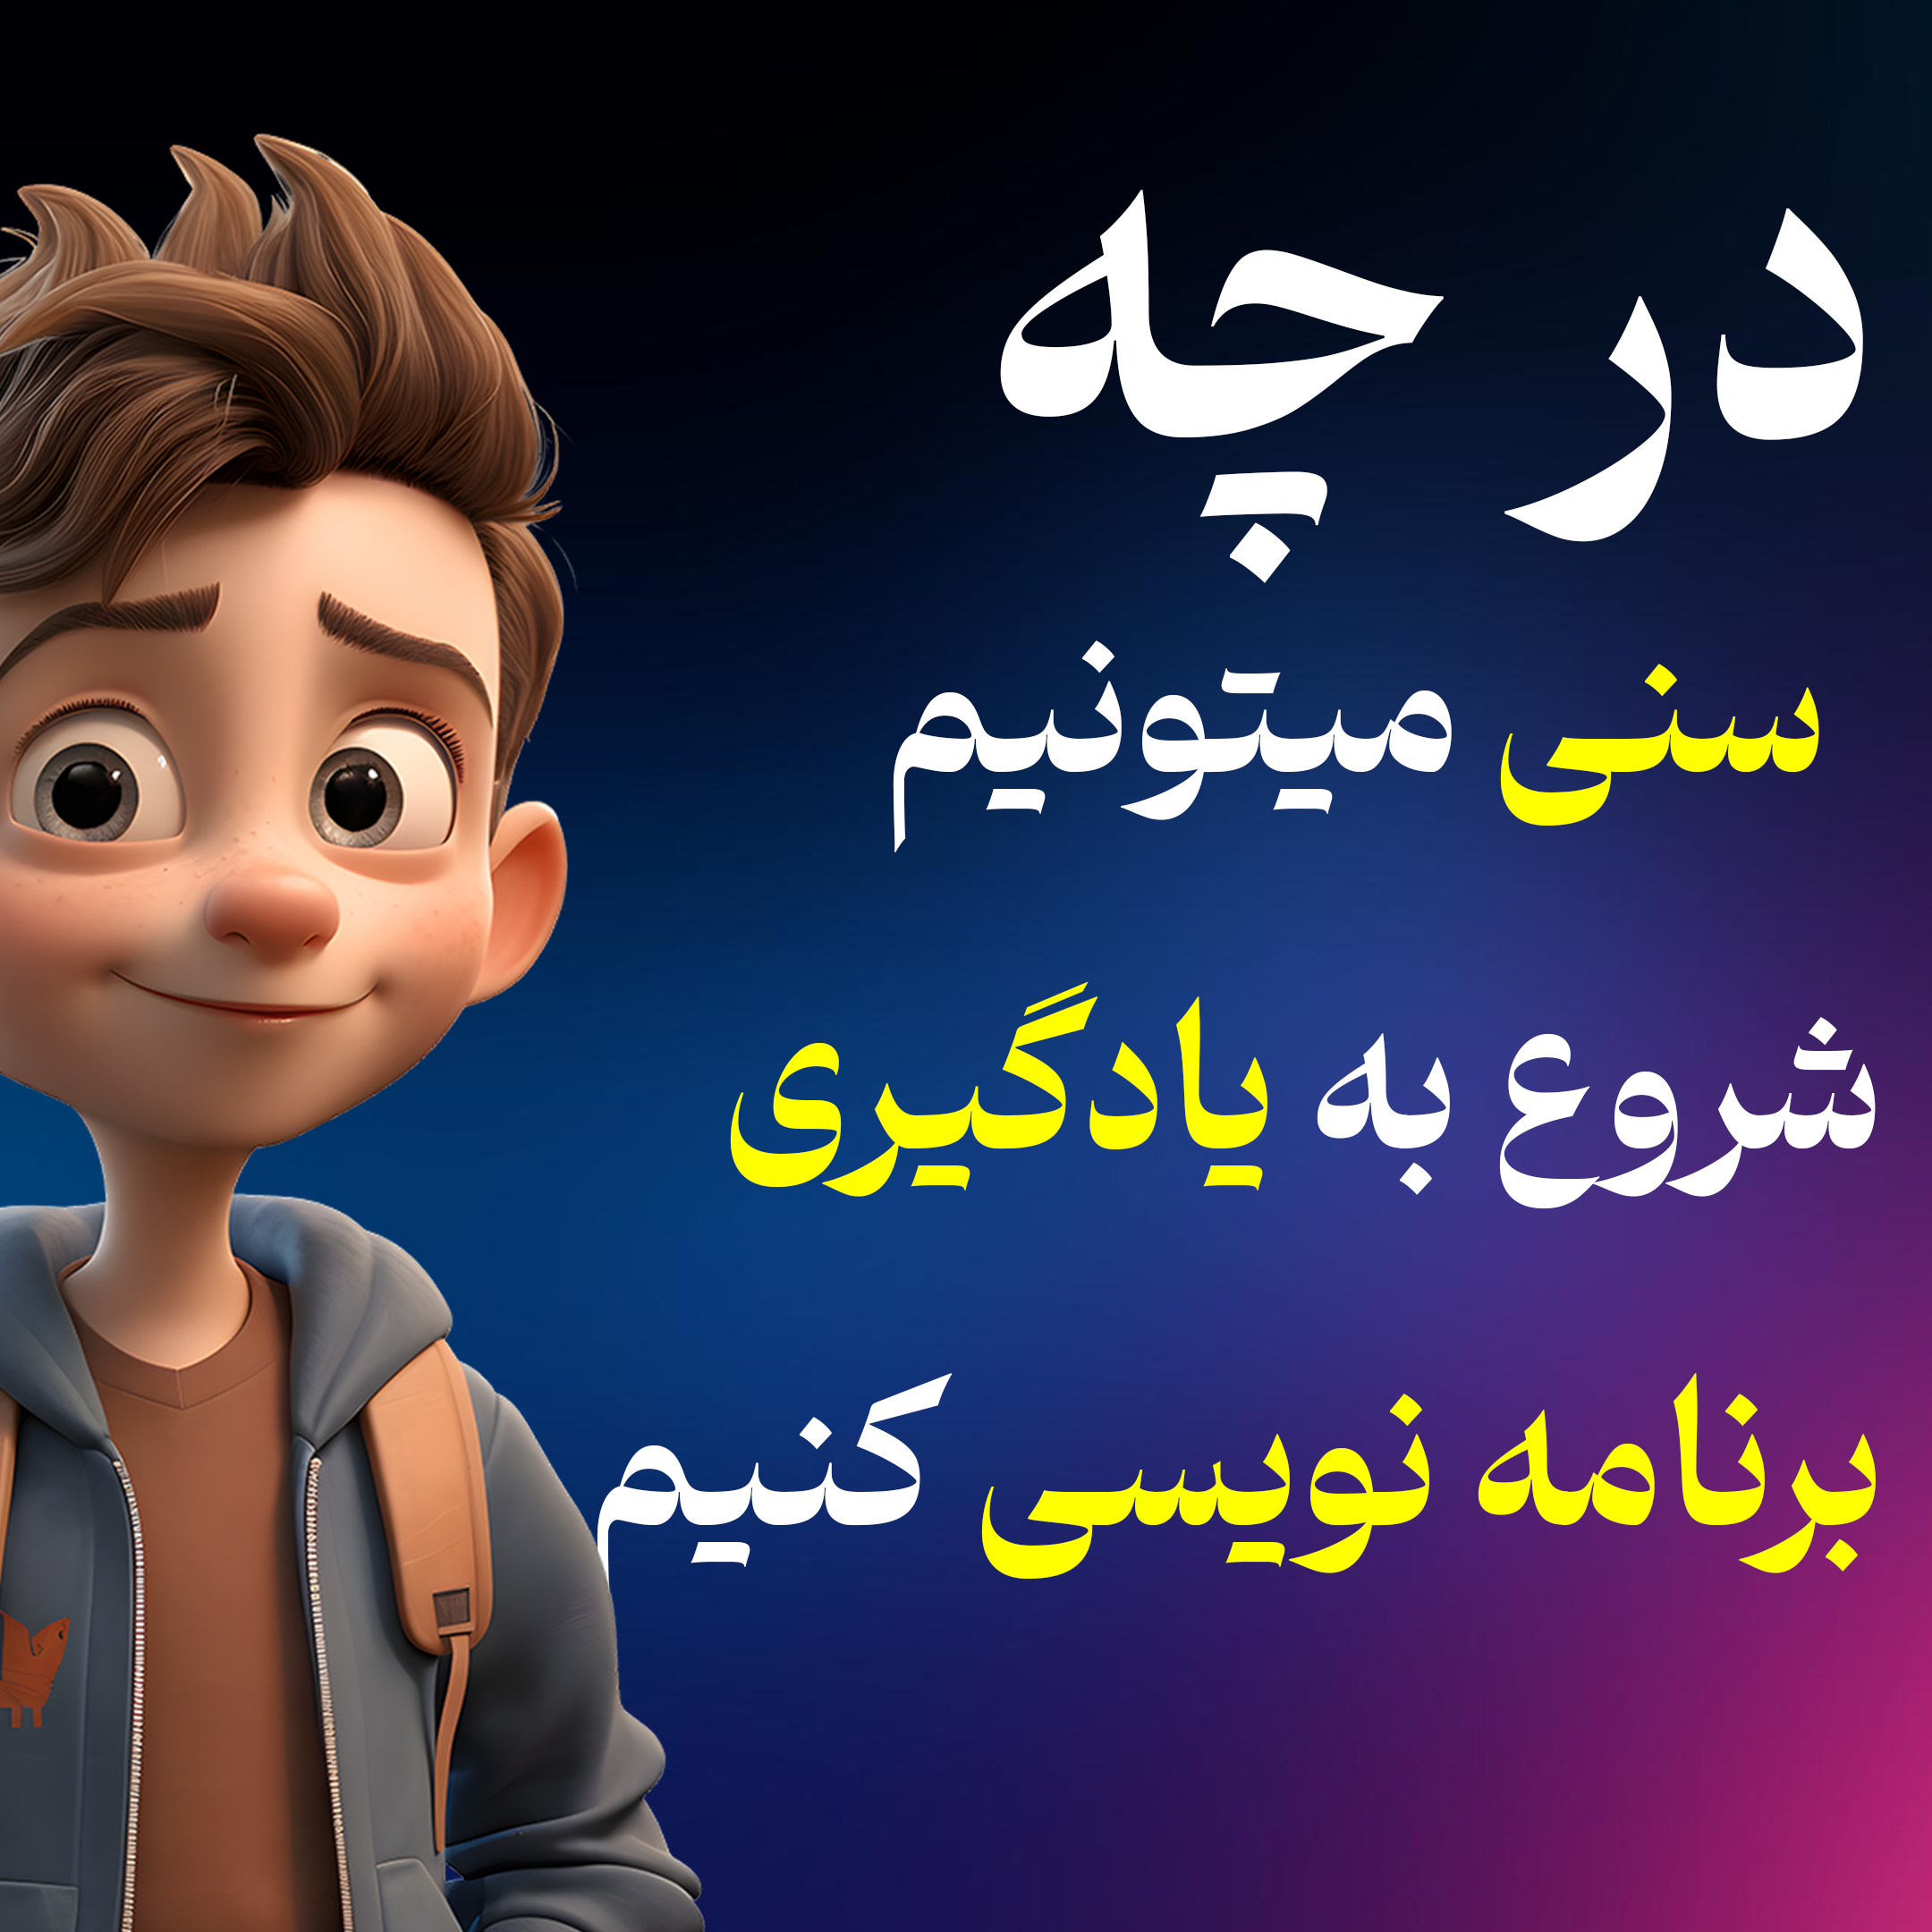 در چه
سنی میتونیم
شروع به یادگیری
برنامه نویسی کنیم